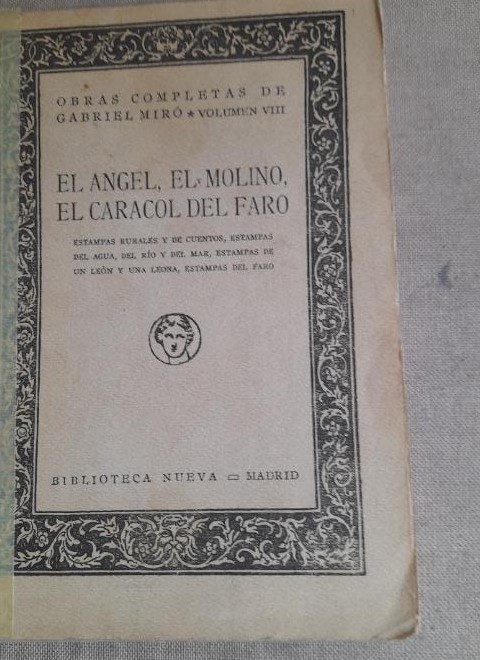 OBRAS COMPLETAS DE
GABRIEL MIRÓ * VOLUMEN VIII
EL ANGEL, EL MOLINO,
EL CARACOL DEL FARO
ESTAMPAS RURALES Y DE CUENTOS, ESTAMPAS
DEL AGUA, DEL RÍO Y DEL MAR, ESTAMPAS DE
UN LEÓN Y UNA LEONA, ESTAMPAS DEL FARO
BIBLIOTECA NUEVA ▭ MADRID